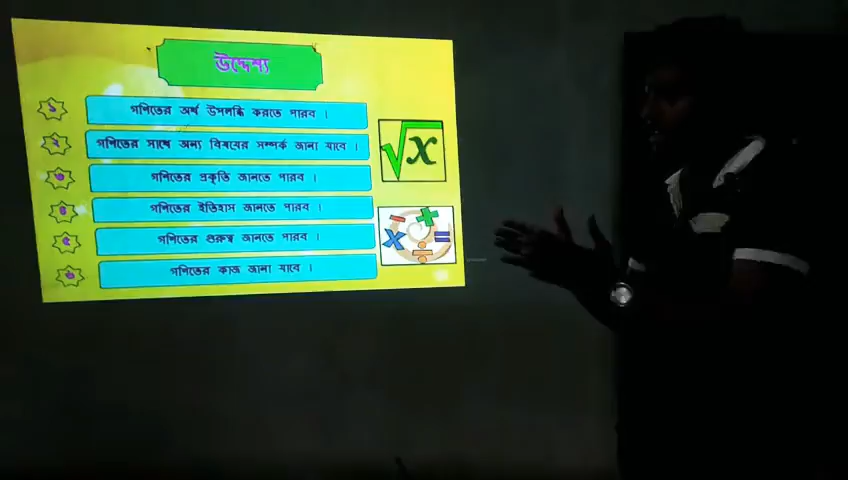 উদ্দেশ্য
১ গণিতের অর্থ উপলব্ধি করতে পারব ।
২ গণিতের সাথে অন্য বিষয়ের সম্পর্ক জানা যাবে ।
৩ গণিতের প্রকৃতি জানতে পারব ।
৪ গণিতের ইতিহাস জানতে পারব ।
৫ গণিতের গুরুত্ব জানতে পারব ।
৬ গণিতের কাজ জানা যাবে ।
√x
− + × ÷ =